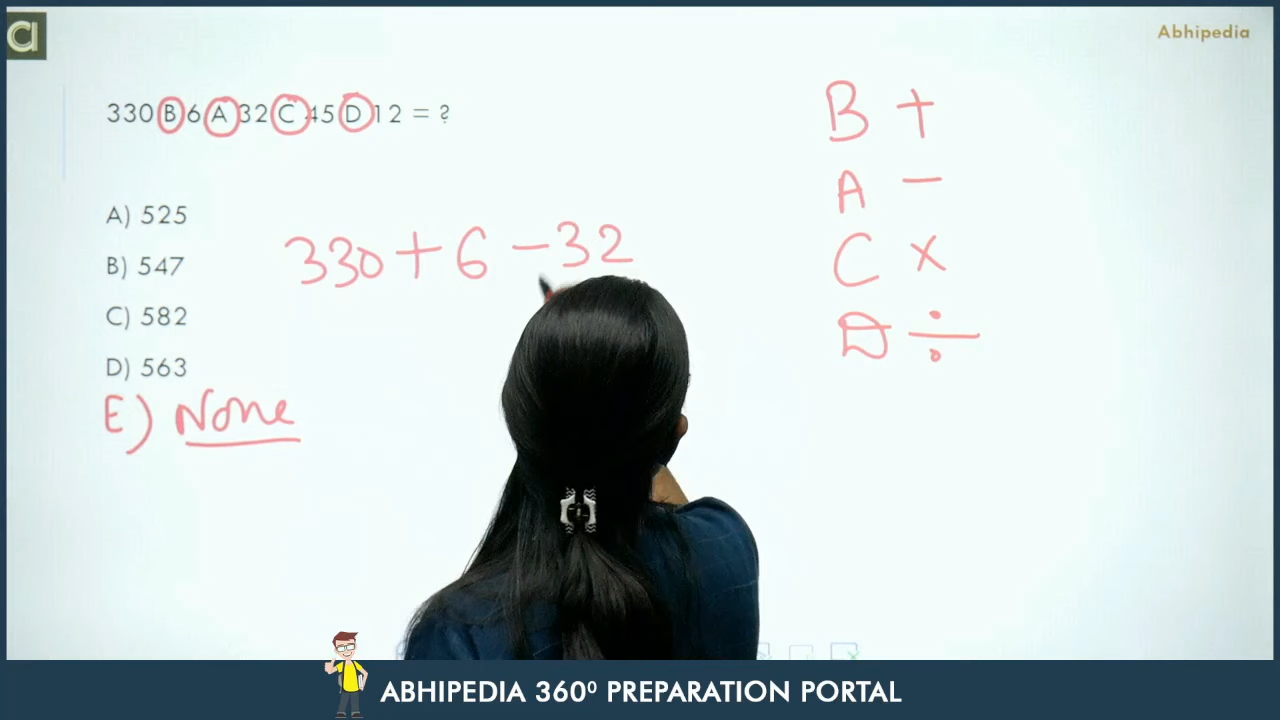 Abhipedia
330 B 6 A 32 C 45 D 12 = ?
B +
A) 525
A −
330 + 6 − 32
B) 547
C ×
C) 582
D ÷
D) 563
E) None
ABHIPEDIA 360⁰ PREPARATION PORTAL